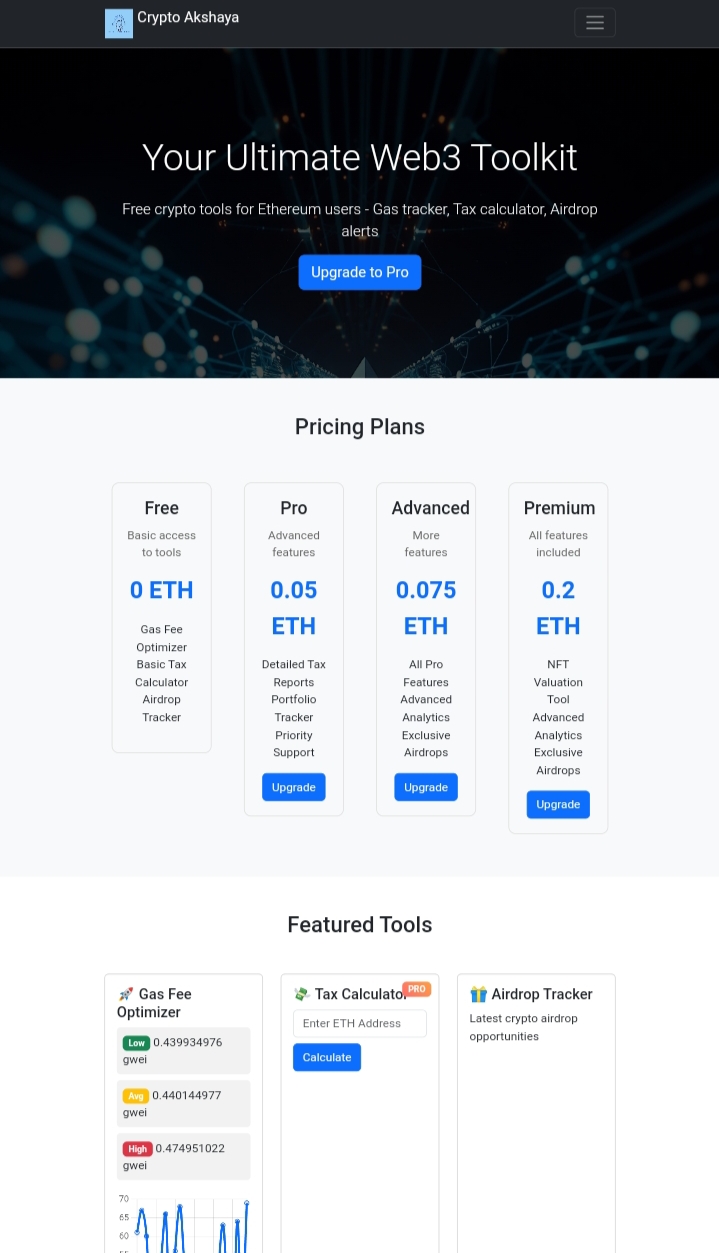 Crypto Akshaya
Your Ultimate Web3 Toolkit
Free crypto tools for Ethereum users - Gas tracker, Tax calculator, Airdrop
alerts
Upgrade to Pro
Pricing Plans
Free
Basic access
to tools
0 ETH
Gas Fee
Optimizer
Basic Tax
Calculator
Airdrop
Tracker
Pro
Advanced
features
0.05
ETH
Detailed Tax
Reports
Portfolio
Tracker
Priority
Support
Upgrade
Advanced
More
features
0.075
ETH
All Pro
Features
Advanced
Analytics
Exclusive
Airdrops
Upgrade
Premium
All features
included
0.2
ETH
NFT
Valuation
Tool
Advanced
Analytics
Exclusive
Airdrops
Upgrade
Featured Tools
🚀 Gas Fee
Optimizer
Low 0.439934976
gwei
Avg 0.440144977
gwei
High 0.474951022
gwei
70
65
60
💸 Tax Calculator
PRO
Enter ETH Address
Calculate
🎁 Airdrop Tracker
Latest crypto airdrop
opportunities